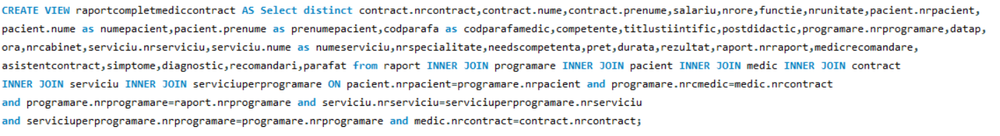 CREATE VIEW raportcompletmediccontract AS Select distinct contract.nrcontract,contract.nume,contract.prenume,salariu,nrore,functie,nrunitate,pacient.nrpacient,
pacient.nume as numepacient,pacient.prenume as prenumepacient,codparafa as codparafamedic,competente,titlustiintific,postdidactic,programare.nrprogramare,datap,
ora,nrcabinet,serviciu.nrserviciu,serviciu.nume as numeserviciu,nrspecialitate,needscompetenta,pret,durata,rezultat,raport.nrraport,medicrecomandare,
asistentcontract,simptome,diagnostic,recomandari,parafat from raport INNER JOIN programare INNER JOIN pacient INNER JOIN medic INNER JOIN contract
INNER JOIN serviciu INNER JOIN serviciuperprogramare ON pacient.nrpacient=programare.nrpacient and programare.nrcmedic=medic.nrcontract
and programare.nrprogramare=raport.nrprogramare and serviciu.nrserviciu=serviciuperprogramare.nrserviciu
and serviciuperprogramare.nrprogramare=programare.nrprogramare and medic.nrcontract=contract.nrcontract;